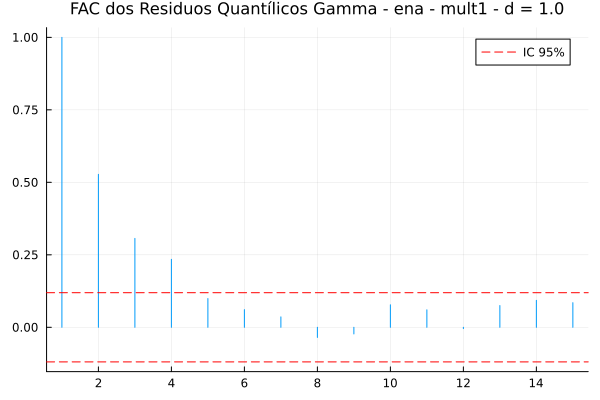 FAC dos Residuos Quantílicos Gamma - ena - mult1 - d = 1.0
IC 95%
1.00
0.75
0.50
0.25
0.00
2 4 6 8 10 12 14